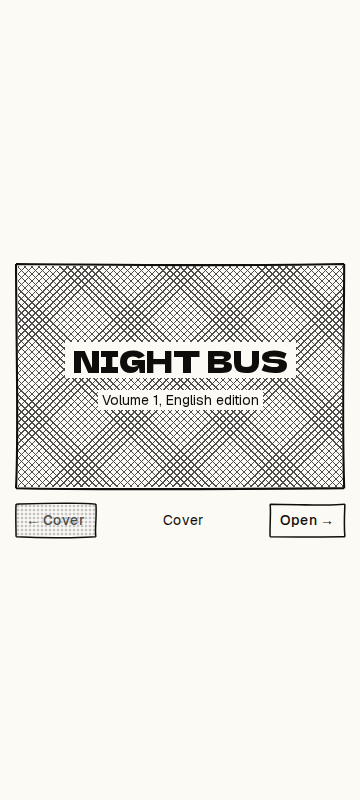 NIGHT BUS
Volume 1, English edition
← Cover
Cover
Open →